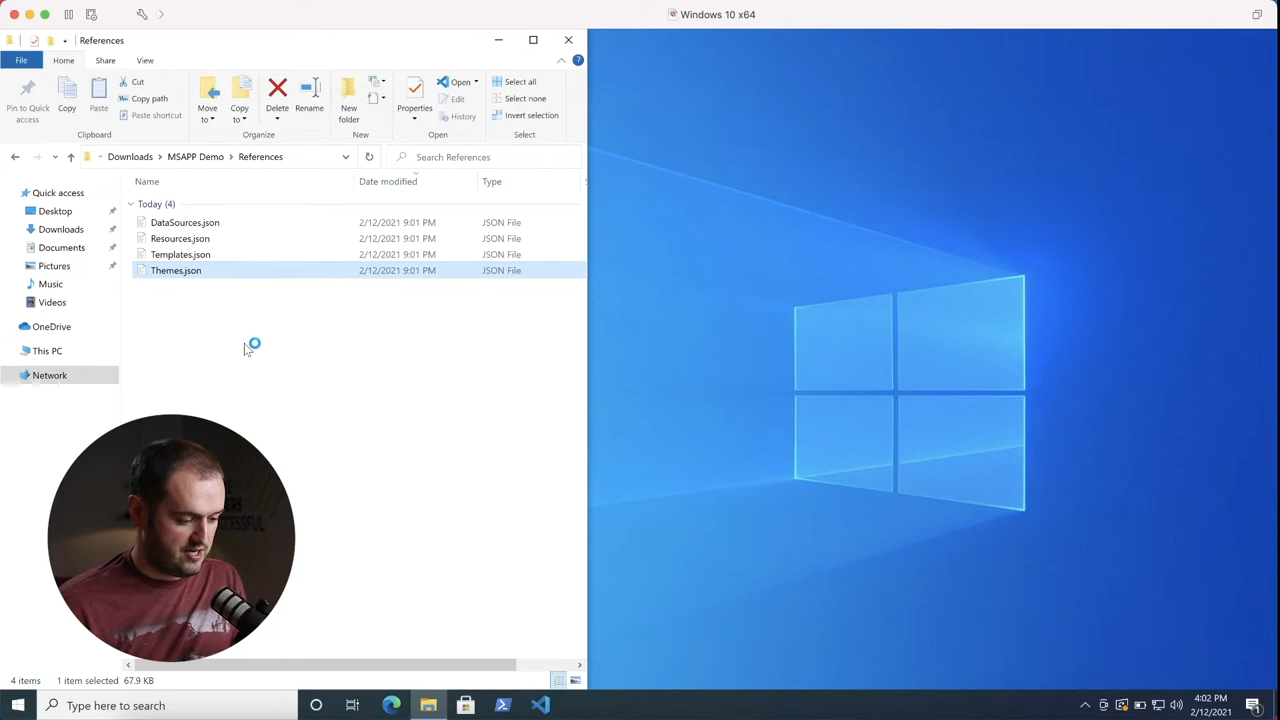 Windows 10 x64
References
File
Home
Share
View
Pin to Quick access
Copy
Paste
Cut
Copy path
Paste shortcut
Clipboard
Move to
Copy to
Delete
Rename
Organize
New folder
New
Properties
Open
Edit
History
Open
Select all
Select none
Invert selection
Select
Downloads
MSAPP Demo
References
Search References
Name
Date modified
Type
Today (4)
DataSources.json 2/12/2021 9:01 PM JSON File
Resources.json 2/12/2021 9:01 PM JSON File
Templates.json 2/12/2021 9:01 PM JSON File
Themes.json 2/12/2021 9:01 PM JSON File
Quick access
Desktop
Downloads
Documents
Pictures
Music
Videos
OneDrive
This PC
Network
4 items
1 item selected 67.9 KB
Type here to search
4:02 PM
2/12/2021
1